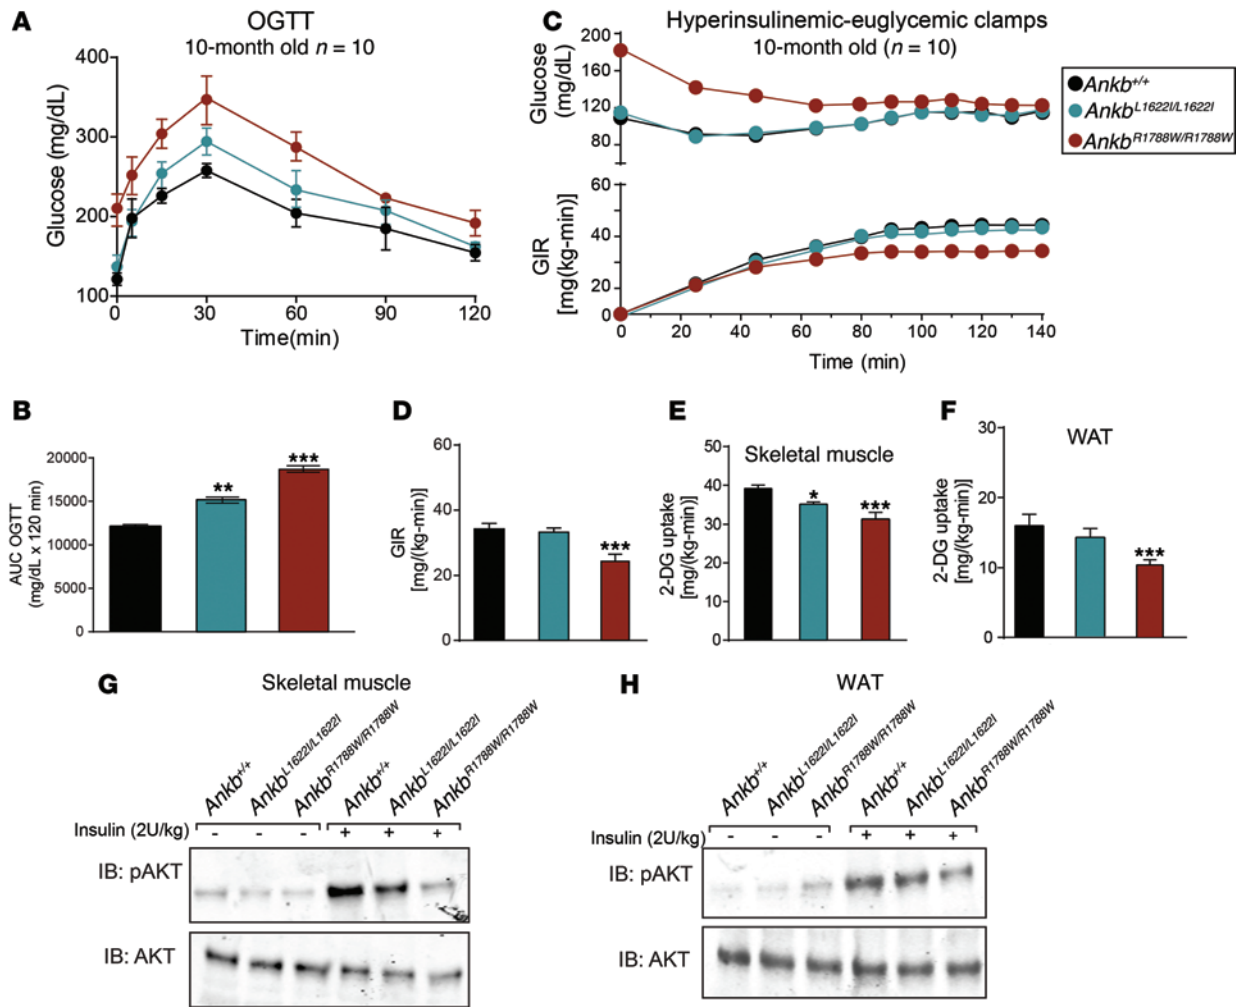 A
OGTT
10-month old n = 10
Glucose (mg/dL)
400
300
200
100
0
30
60
90
120
Time(min)
C
Hyperinsulinemic-euglycemic clamps
10-month old (n = 10)
Glucose
(mg/dL)
200
160
120
80
GIR
[mg(kg-min)]
60
40
20
0
0
20
40
60
80
100
120
140
Time (min)
Ankb+/+
AnkbL1622I/L1622I
AnkbR1788W/R1788W
B
AUC OGTT
(mg/dL x 120 min)
20000
15000
10000
5000
0
**
***
D
GIR
[mg/(kg-min)]
60
40
20
0
***
E
Skeletal muscle
2-DG uptake
[mg/(kg-min)]
40
30
20
10
0
*
***
F
WAT
2-DG uptake
[mg/(kg-min)]
30
20
10
0
***
G
Skeletal muscle
Ankb+/+
AnkbL1622I/L1622I
AnkbR1788W/R1788W
Ankb+/+
AnkbL1622I/L1622I
AnkbR1788W/R1788W
Insulin (2U/kg) - - - + + +
IB: pAKT
IB: AKT
H
WAT
Ankb+/+
AnkbL1622I/L1622I
AnkbR1788W/R1788W
Ankb+/+
AnkbL1622I/L1622I
AnkbR1788W/R1788W
Insulin (2U/kg) - - - + + +
IB: pAKT
IB: AKT